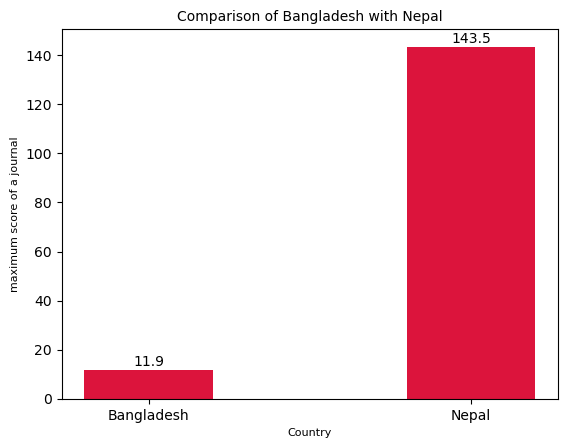 Comparison of Bangladesh with Nepal
maximum score of a journal
140
120
100
80
60
40
20
0
143.5
11.9
Bangladesh
Nepal
Country